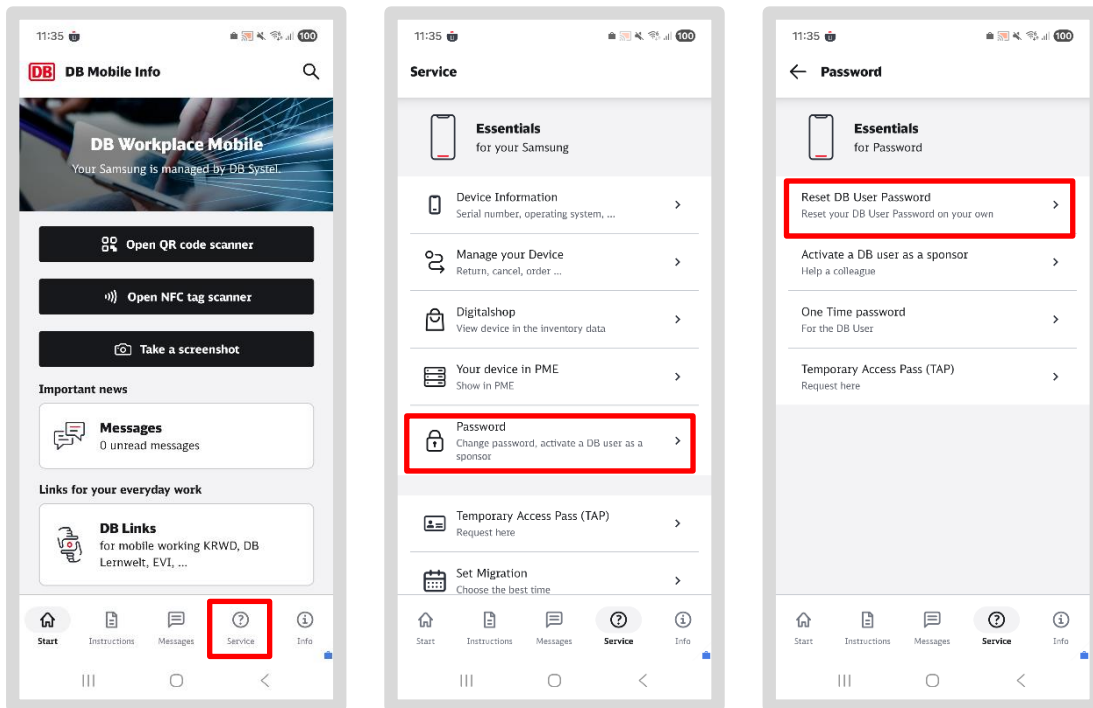 11:35
100
DB DB Mobile Info
DB Workplace Mobile
Your Samsung is managed by DB Systel.
Open QR code scanner
Open NFC tag scanner
Take a screenshot
Important news
Messages
0 unread messages
Links for your everyday work
DB Links
for mobile working KRWD, DB
Lernwelt, EVI, ...
Start Instructions Messages Service Info
11:35
100
Service
Essentials
for your Samsung
Device Information
Serial number, operating system, ...
Manage your Device
Return, cancel, order ...
Digitalshop
View device in the inventory data
Your device in PME
Show in PME
Password
Change password, activate a DB user as a
sponsor
Temporary Access Pass (TAP)
Request here
Set Migration
Choose the best time
Start Instructions Messages Service Info
11:35
100
Password
Essentials
for Password
Reset DB User Password
Reset your DB User Password on your own
Activate a DB user as a sponsor
Help a colleague
One Time password
For the DB User
Temporary Access Pass (TAP)
Request here
Start Instructions Messages Service Info